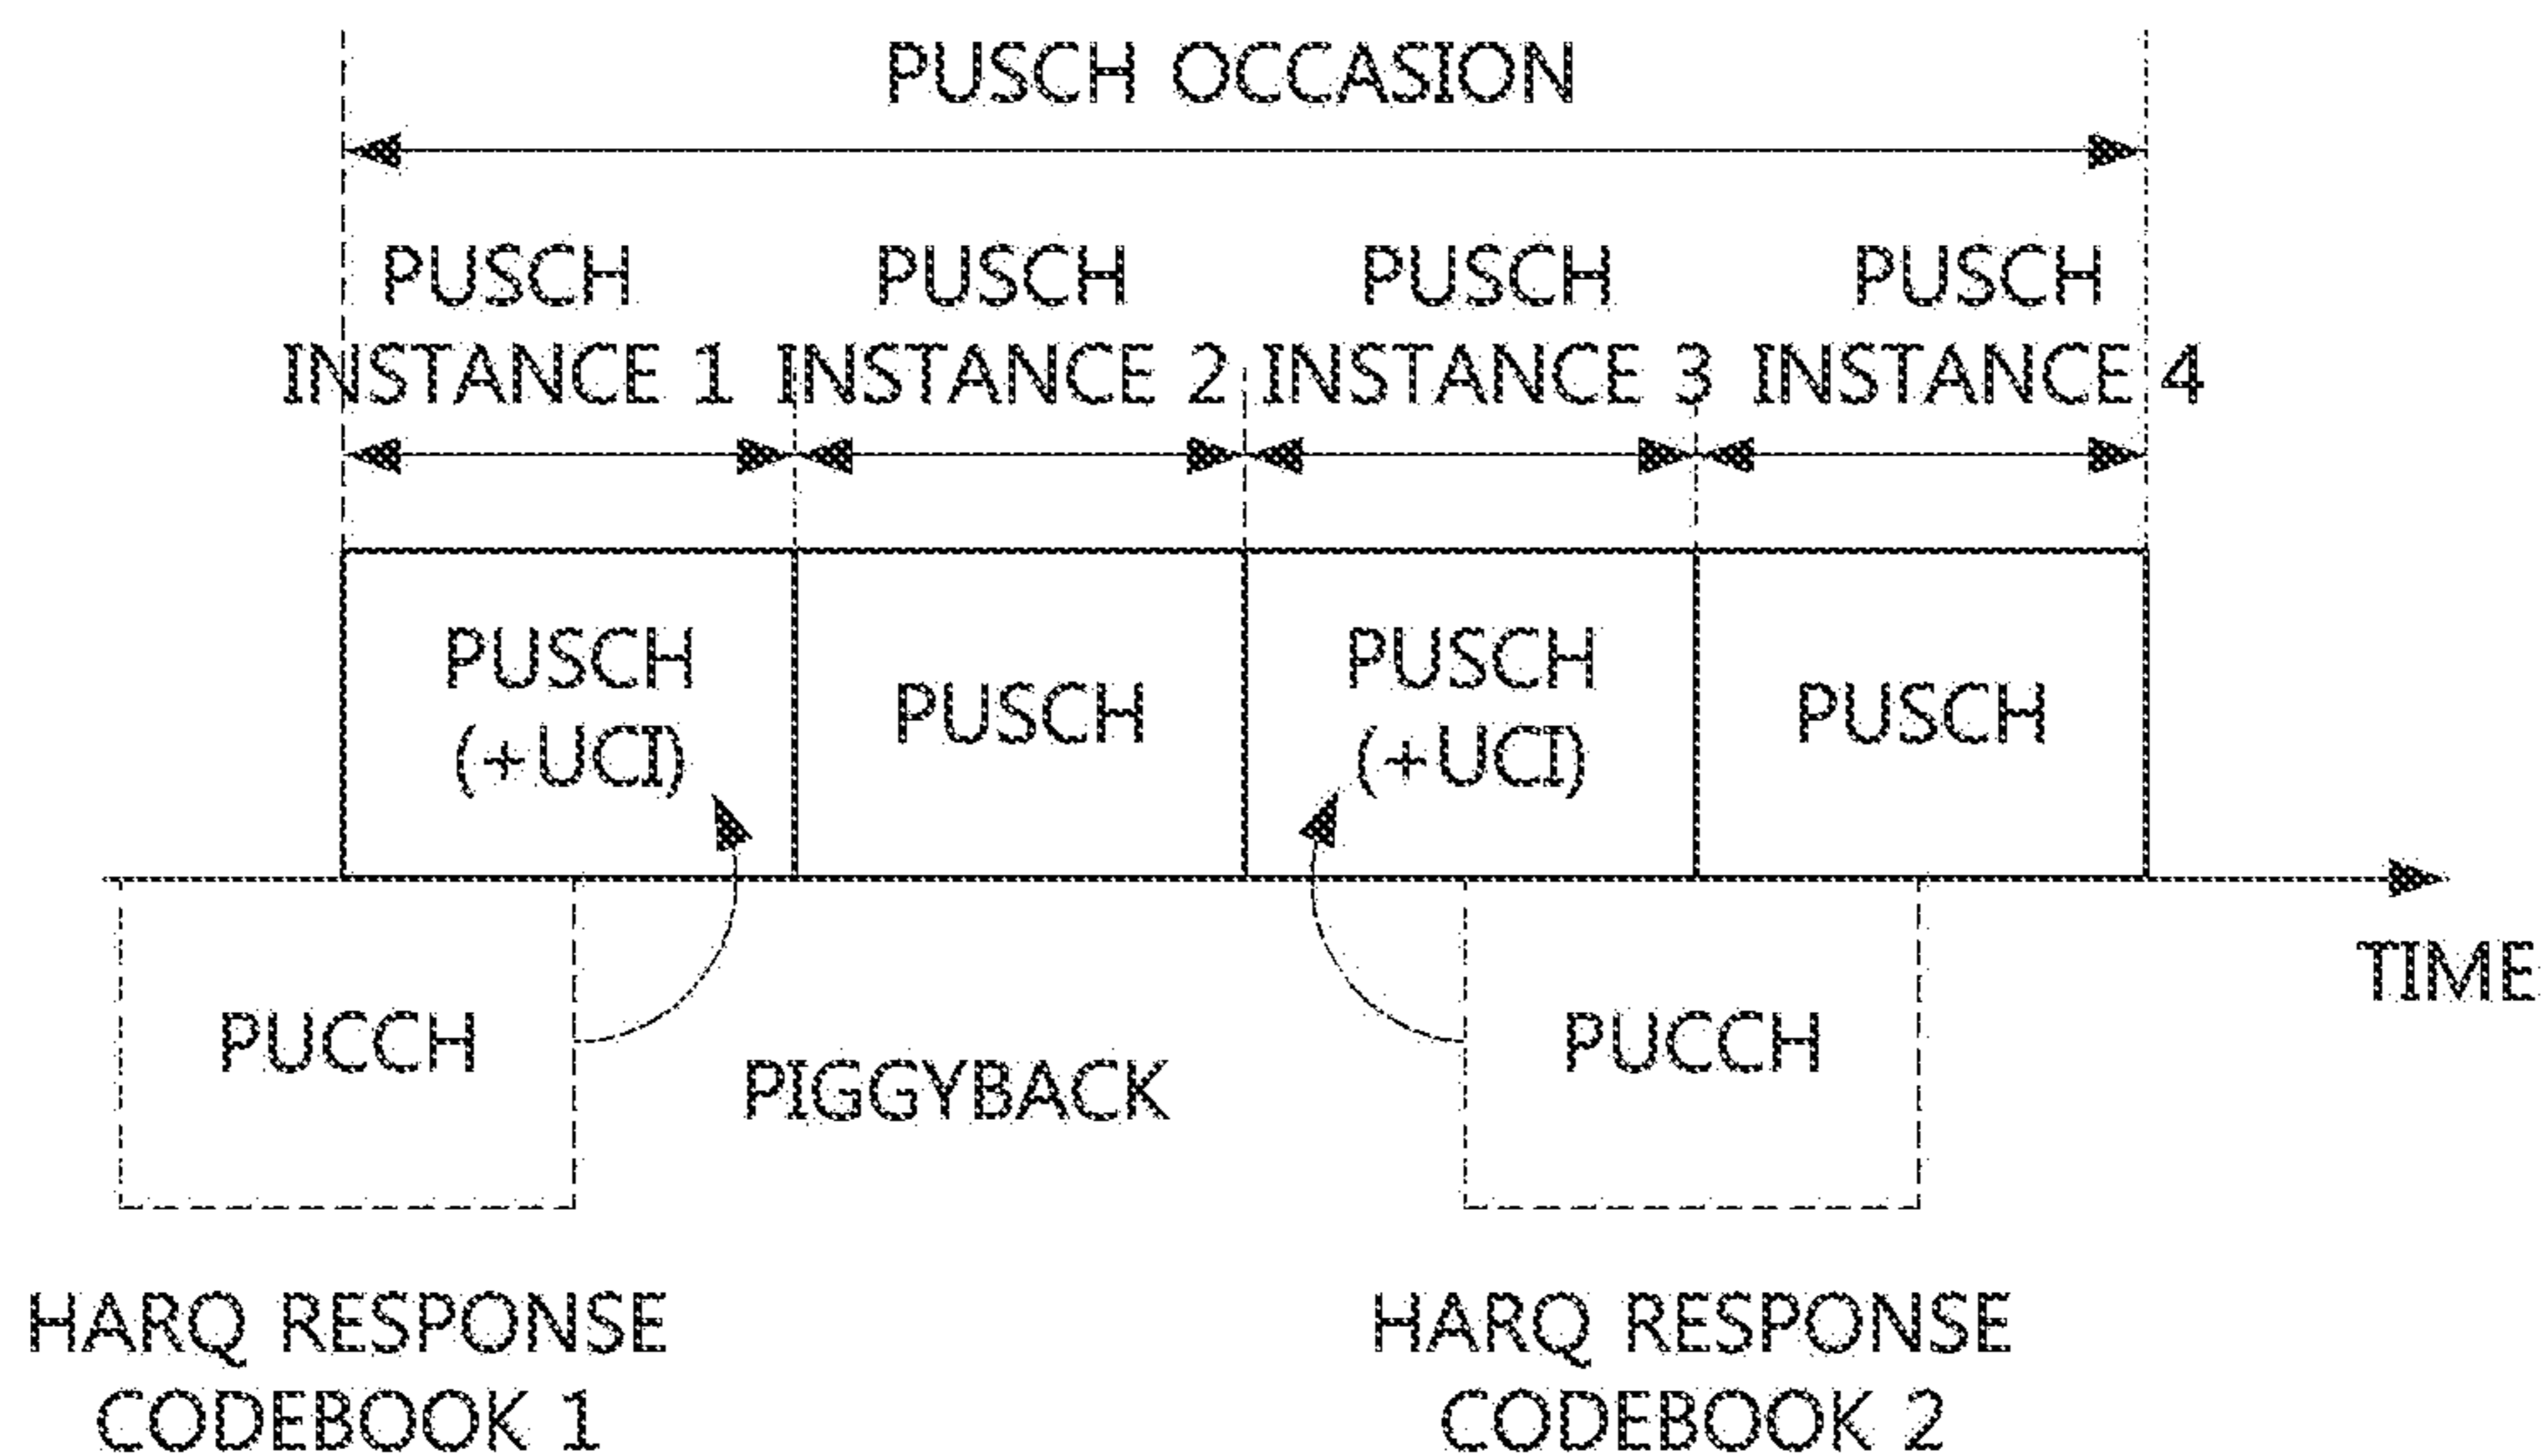 PUSCH OCCASION
PUSCH PUSCH PUSCH PUSCH
INSTANCE 1 INSTANCE 2 INSTANCE 3 INSTANCE 4
PUSCH
(+UCI)
PUSCH
PUSCH
(+UCI)
PUSCH
TIME
PUCCH
PIGGYBACK
PUCCH
HARQ RESPONSE
CODEBOOK 1
HARQ RESPONSE
CODEBOOK 2